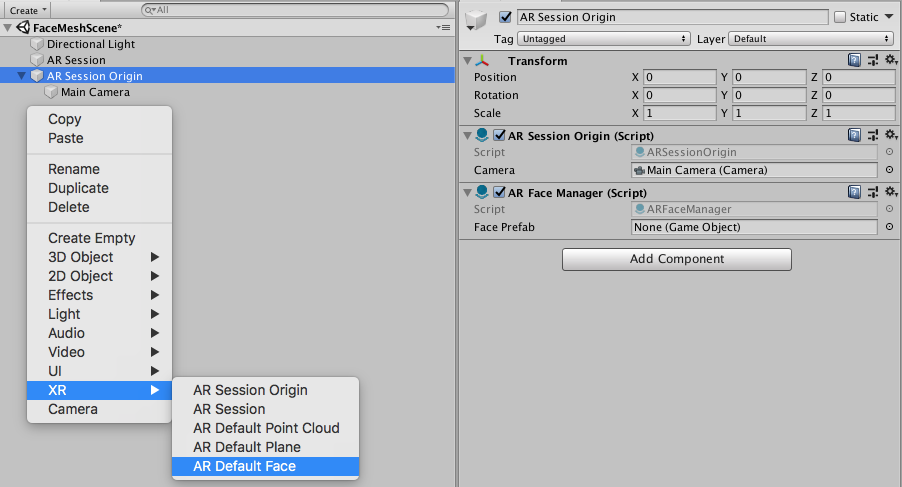 Create
All
FaceMeshScene*
Directional Light
AR Session
AR Session Origin
Main Camera
Copy
Paste
Rename
Duplicate
Delete
Create Empty
3D Object
2D Object
Effects
Light
Audio
Video
UI
XR
Camera
AR Session Origin
AR Session
AR Default Point Cloud
AR Default Plane
AR Default Face
AR Session Origin Static
Tag Untagged Layer Default
Transform
Position X 0 Y 0 Z 0
Rotation X 0 Y 0 Z 0
Scale X 1 Y 1 Z 1
AR Session Origin (Script)
Script ARSessionOrigin
Camera Main Camera (Camera)
AR Face Manager (Script)
Script ARFaceManager
Face Prefab None (Game Object)
Add Component